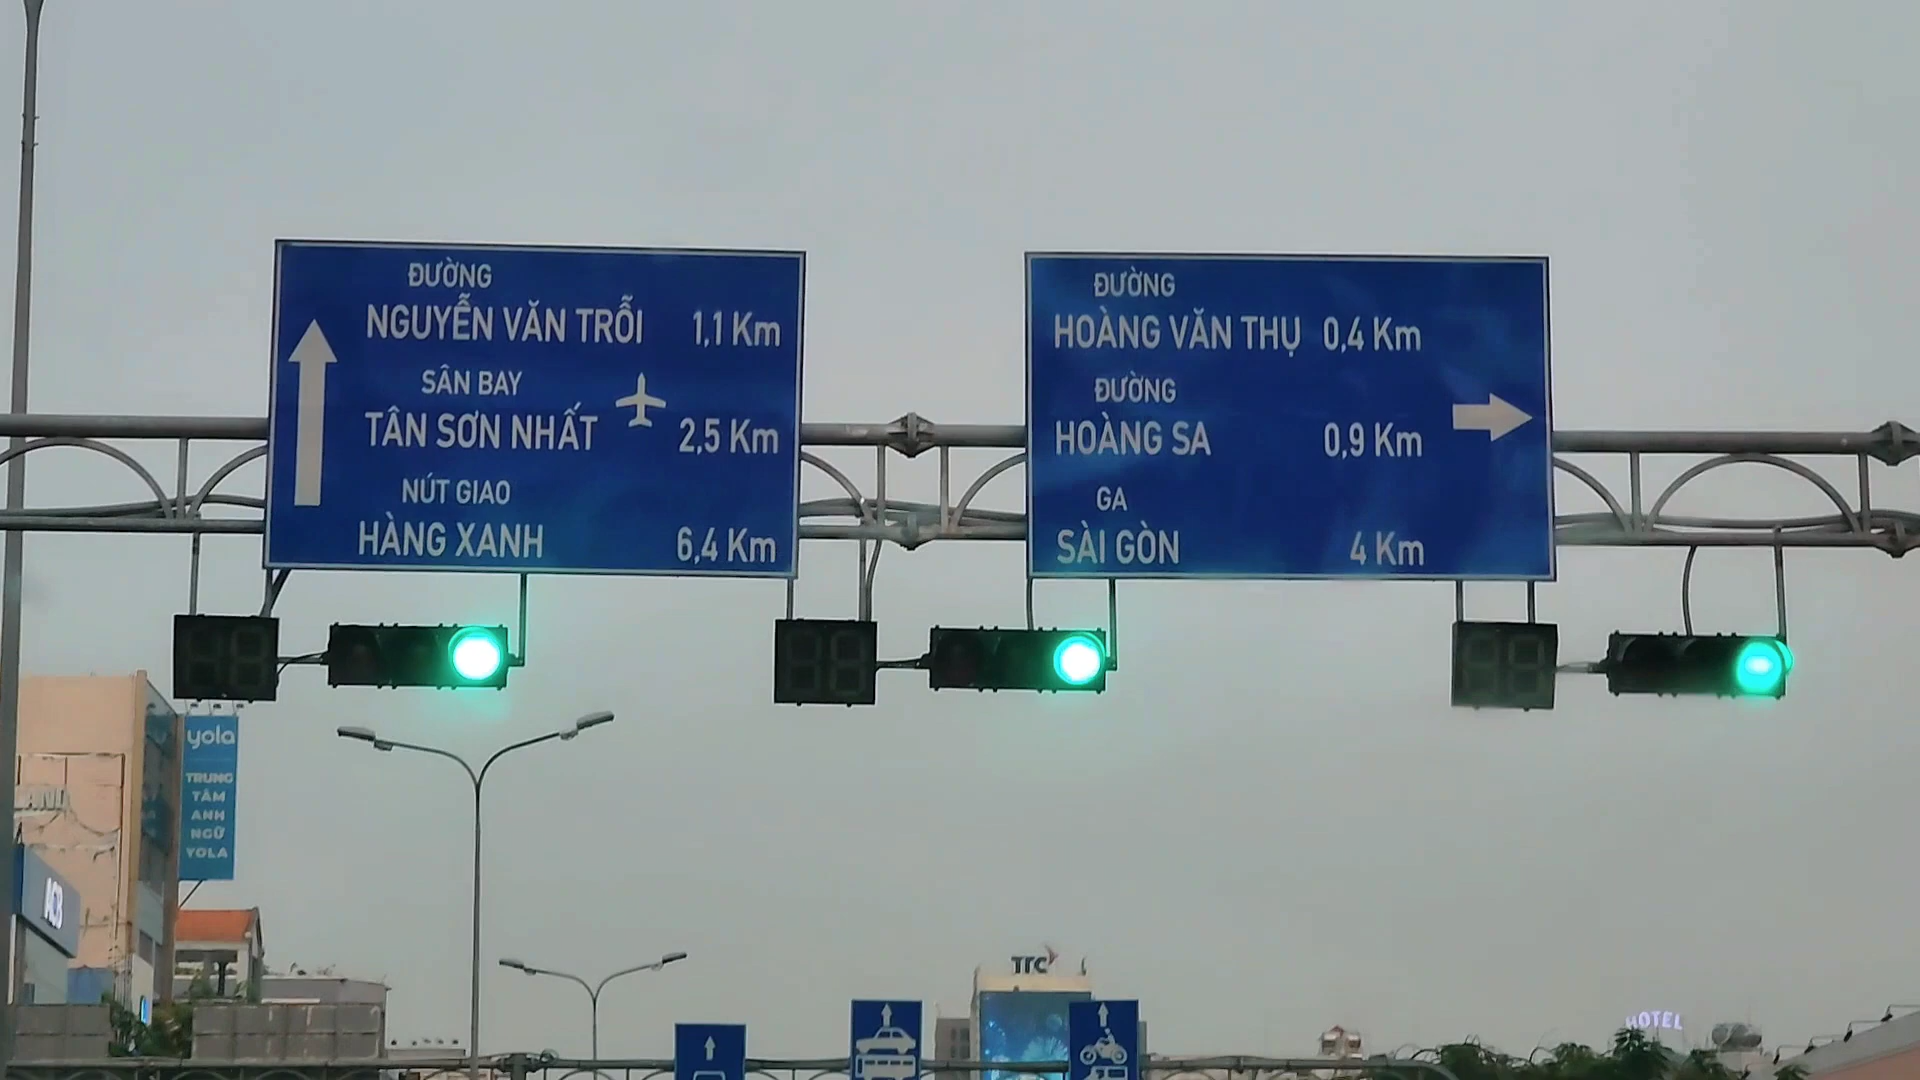 ĐƯỜNG
NGUYỄN VĂN TRỖI 1,1 Km
SÂN BAY
TÂN SƠN NHẤT 2,5 Km
NÚT GIAO
HÀNG XANH 6,4 Km
ĐƯỜNG
HOÀNG VĂN THỤ 0,4 Km
ĐƯỜNG
HOÀNG SA 0,9 Km
GA
SÀI GÒN 4 Km
yola
TRUNG
TÂM
ANH
NGỮ
YOLA
ACB
TTC
HOTEL